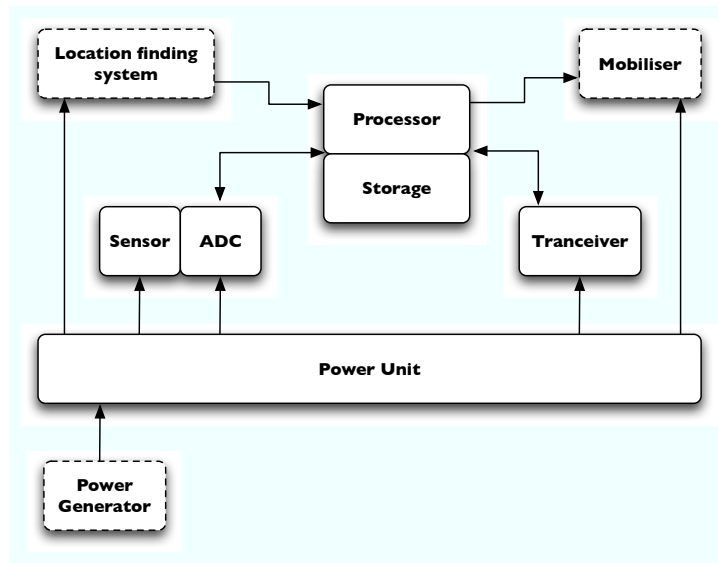 Location finding
system
Mobiliser
Processor
Storage
Sensor
ADC
Tranceiver
Power Unit
Power
Generator